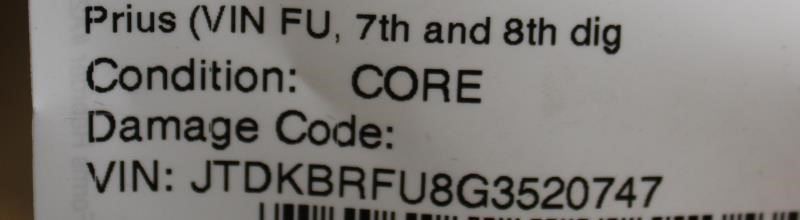 Prius (VIN FU, 7th and 8th dig
Condition: CORE
Damage Code:
VIN: JTDKBRFU8G3520747